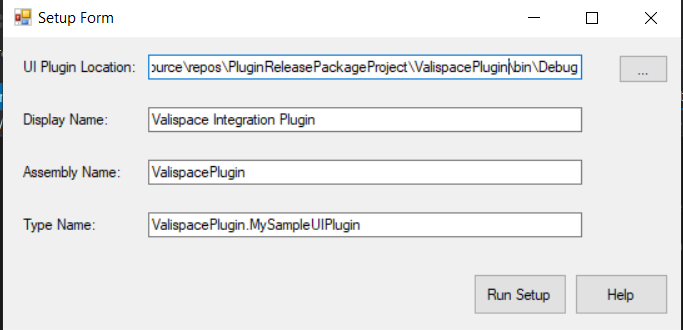 Setup Form
UI Plugin Location: ource\repos\PluginReleasePackageProject\ValispacePlugin\bin\Debug ...
Display Name: Valispace Integration Plugin
Assembly Name: ValispacePlugin
Type Name: ValispacePlugin.MySampleUIPlugin
Run Setup Help